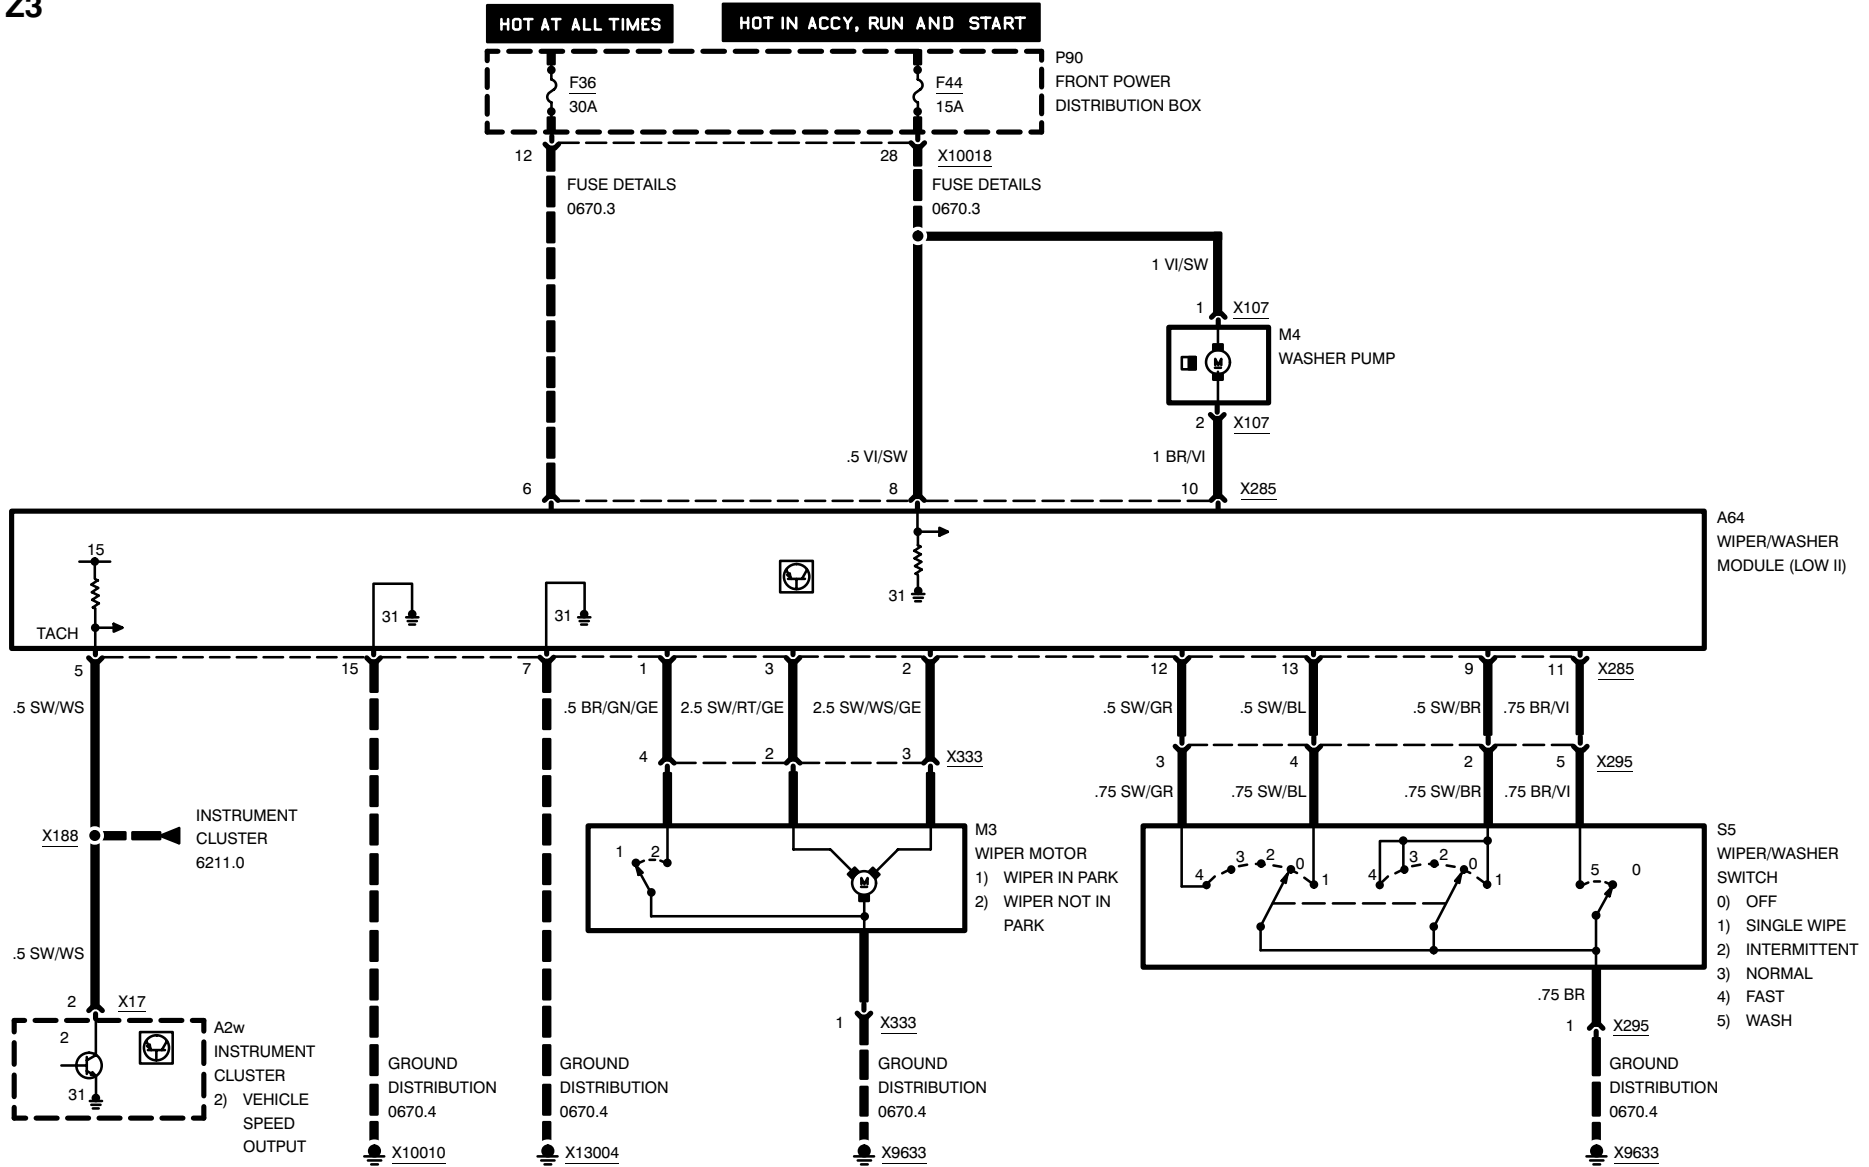 Z3
HOT AT ALL TIMES
HOT IN ACCY, RUN AND START
P90
FRONT POWER
DISTRIBUTION BOX
F36
30A
F44
15A
12
28
X10018
FUSE DETAILS
0670.3
FUSE DETAILS
0670.3
1 VI/SW
1
X107
M
M4
WASHER PUMP
2
X107
.5 VI/SW
1 BR/VI
6
8
10
X285
A64
WIPER/WASHER
MODULE (LOW II)
15
TACH
31
31
31
5
15
7
1
3
2
12
13
9
11
X285
.5 SW/WS
.5 BR/GN/GE
2.5 SW/RT/GE
2.5 SW/WS/GE
.5 SW/GR
.5 SW/BL
.5 SW/BR
.75 BR/VI
4
2
3
X333
3
4
2
5
X295
.75 SW/GR
.75 SW/BL
.75 SW/BR
.75 BR/VI
X188
INSTRUMENT
CLUSTER
6211.0
1
2
M
M3
WIPER MOTOR
1) WIPER IN PARK
2) WIPER NOT IN
PARK
4
3
2
0
1
4
3
2
0
1
5
0
S5
WIPER/WASHER
SWITCH
0) OFF
1) SINGLE WIPE
2) INTERMITTENT
3) NORMAL
4) FAST
5) WASH
.5 SW/WS
2
X17
2
31
A2w
INSTRUMENT
CLUSTER
2) VEHICLE
SPEED
OUTPUT
1
X333
.75 BR
1
X295
GROUND
DISTRIBUTION
0670.4
GROUND
DISTRIBUTION
0670.4
GROUND
DISTRIBUTION
0670.4
GROUND
DISTRIBUTION
0670.4
X10010
X13004
X9633
X9633